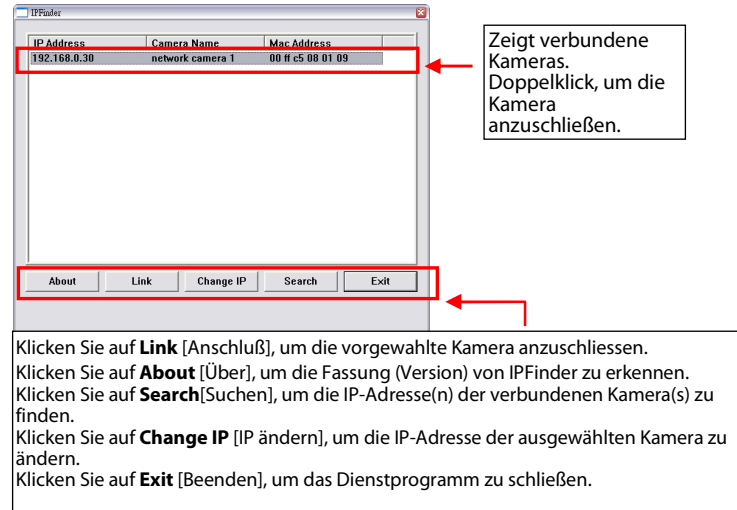 IPFinder
IP Address Camera Name Mac Address
192.168.0.30 network camera 1 00 ff c5 08 01 09
Zeigt verbundene
Kameras.
Doppelklick, um die
Kamera
anzuschließen.
About Link Change IP Search Exit
Klicken Sie auf Link [Anschluß], um die vorgewahlte Kamera anzuschliessen.
Klicken Sie auf About [Über], um die Fassung (Version) von IPFinder zu erkennen.
Klicken Sie auf Search[Suchen], um die IP-Adresse(n) der verbundenen Kamera(s) zu
finden.
Klicken Sie auf Change IP [IP ändern], um die IP-Adresse der ausgewählten Kamera zu
ändern.
Klicken Sie auf Exit [Beenden], um das Dienstprogramm zu schließen.